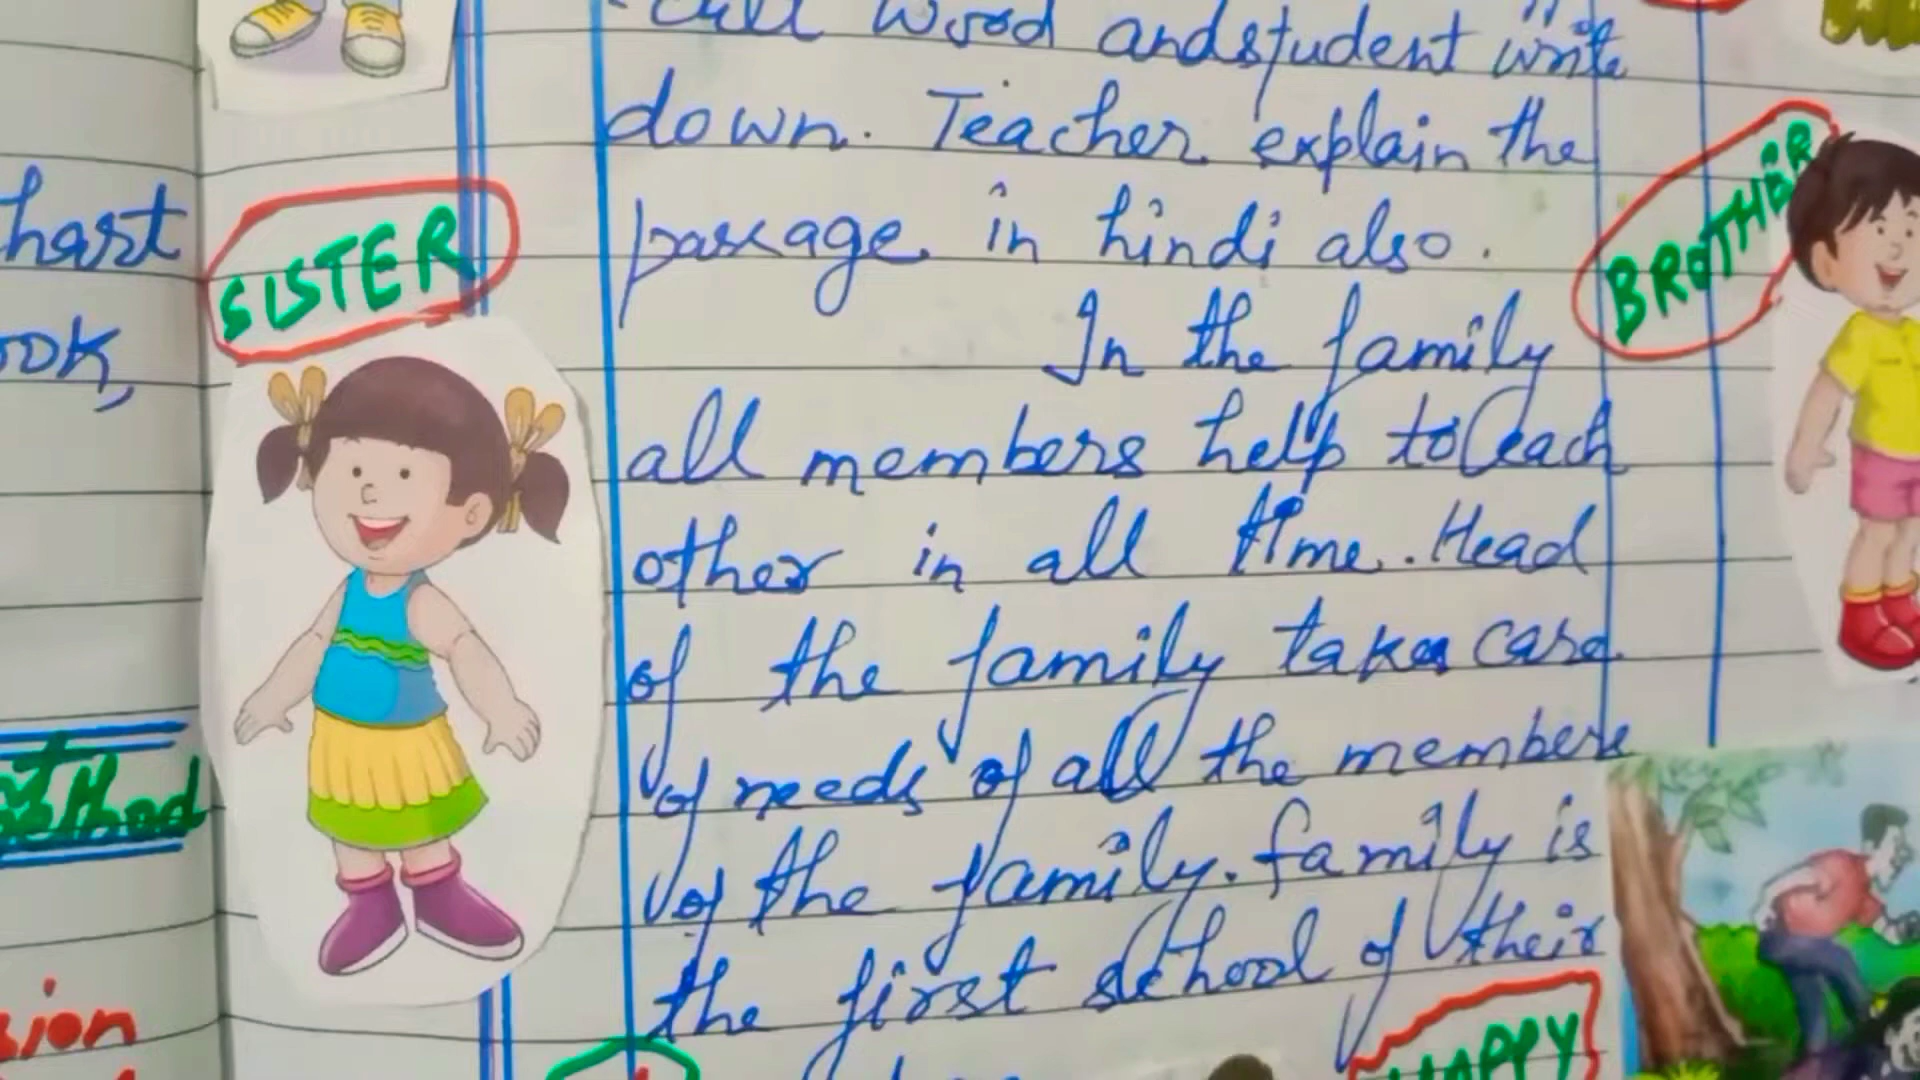 hart
ook,
ethod
sion
SISTER
call word and student write
down. Teacher explain the
passage in hindi also.
In the family
all members help to each
other in all time. Head
of the family takes care
of needs of all the members
of the family. family is
the first school of their
BROTHER
HAPPY